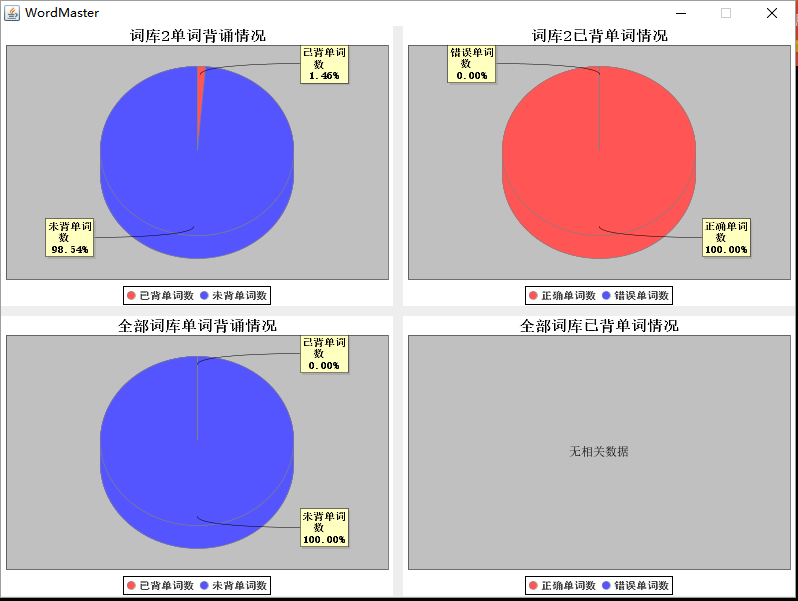 WordMaster
词库2单词背诵情况
已背单词
数
1.46%
未背单词
数
98.54%
已背单词数 未背单词数
词库2已背单词情况
错误单词
数
0.00%
正确单词
数
100.00%
正确单词数 错误单词数
全部词库单词背诵情况
已背单词
数
0.00%
未背单词
数
100.00%
已背单词数 未背单词数
全部词库已背单词情况
无相关数据
正确单词数 错误单词数